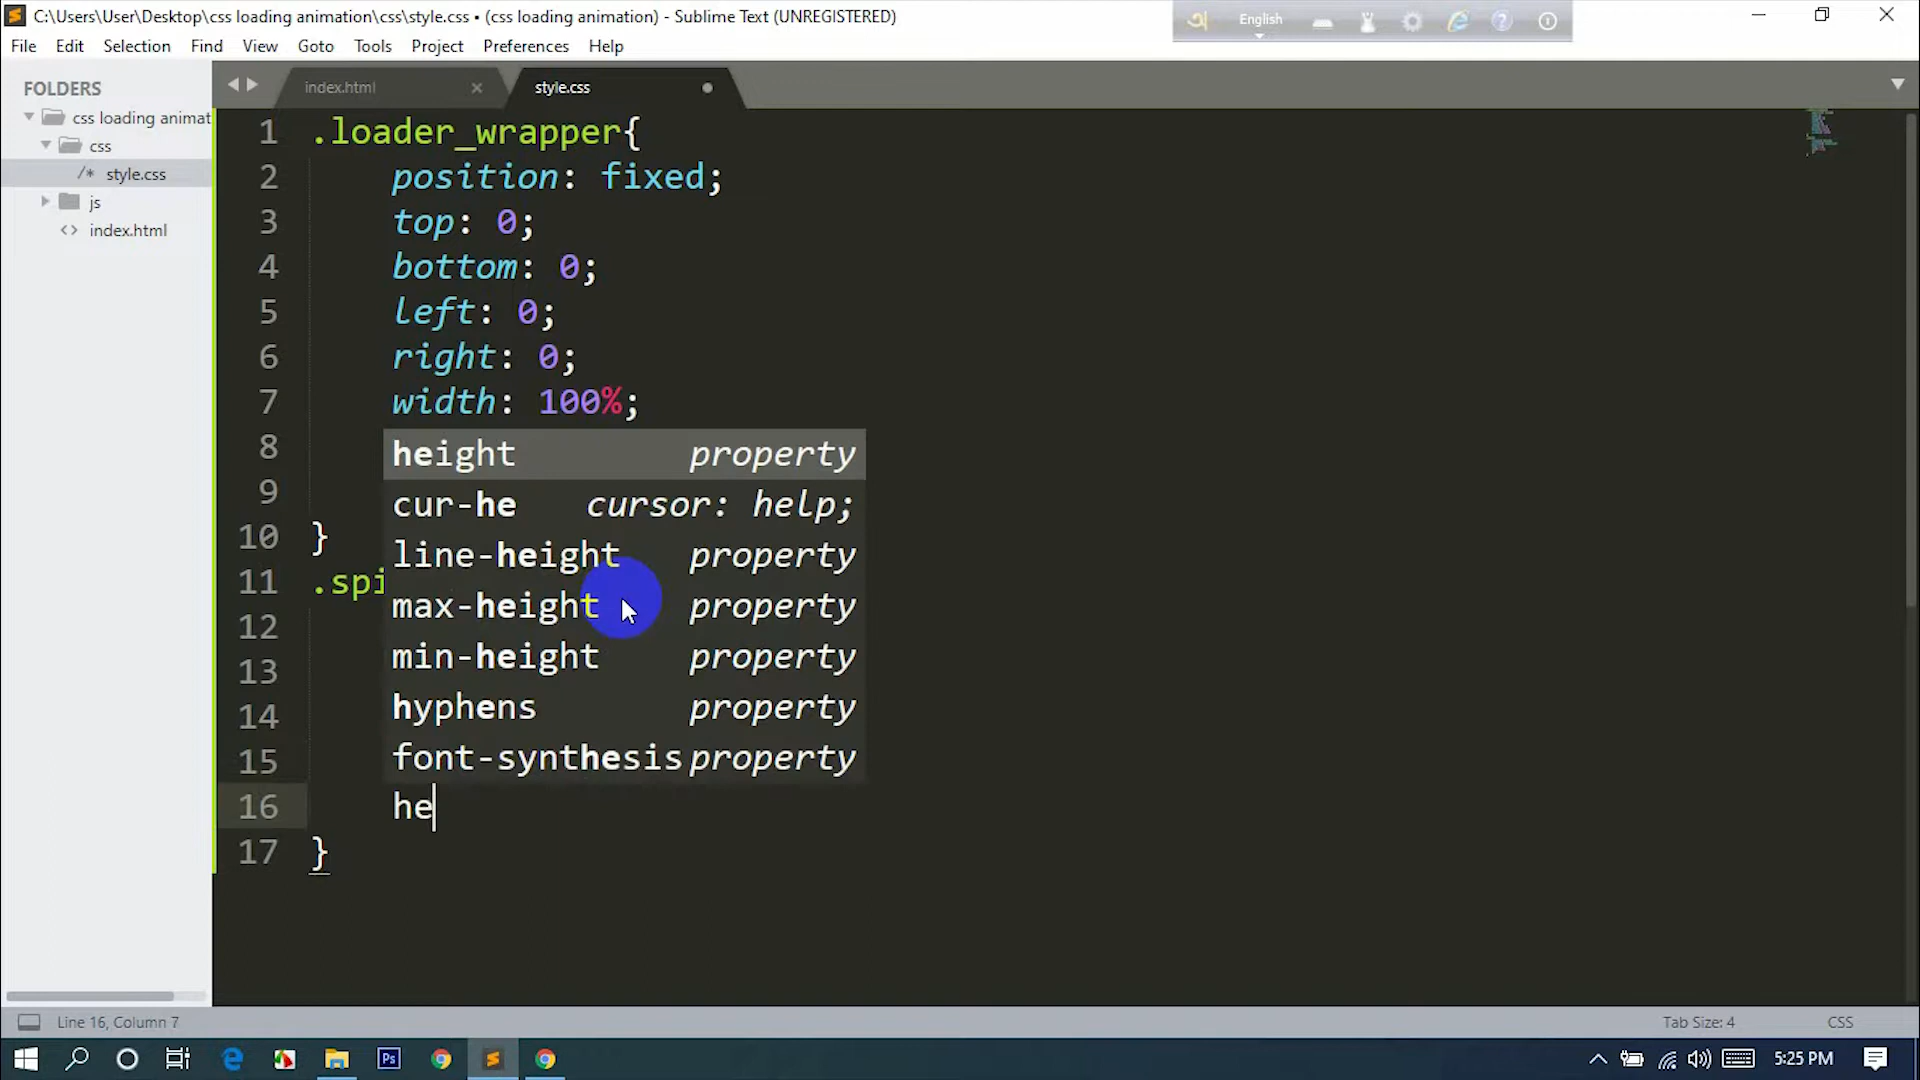 C:\Users\User\Desktop\css loading animation\css\style.css • (css loading animation) - Sublime Text (UNREGISTERED)
English
File Edit Selection Find View Goto Tools Project Preferences Help
FOLDERS
css loading animat
css
/* style.css
js
<> index.html
index.html
style.css
1 .loader_wrapper{
2 position: fixed;
3 top: 0;
4 bottom: 0;
5 left: 0;
6 right: 0;
7 width: 100%;
8
9
10 }
11 .spi
12
13
14
15
16 he
17 }
height property
cur-he cursor: help;
line-height property
max-height property
min-height property
hyphens property
font-synthesis property
Line 16, Column 7
Tab Size: 4
CSS
Ps
5:25 PM